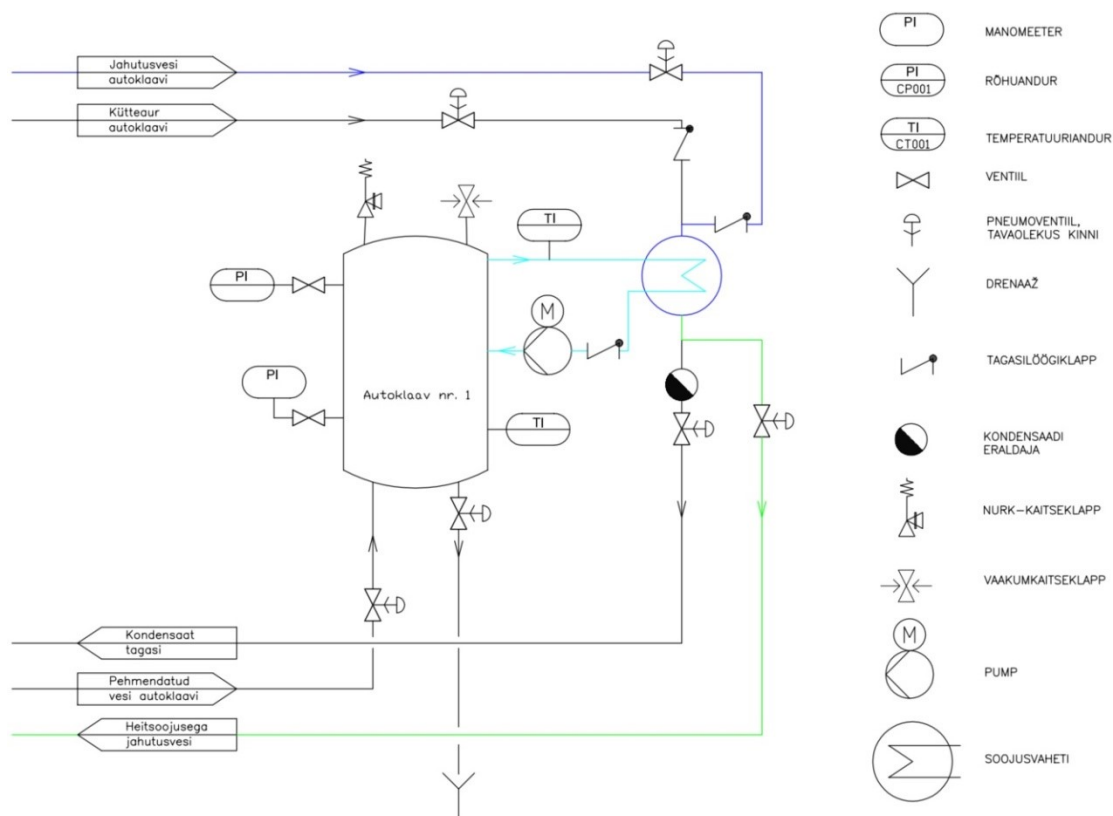 Jahutusvesi
autoklaavi
Kütteaur
autoklaavi
TI
PI
M
PI
Autoklaav nr. 1
TI
Kondensaat
tagasi
Pehmendatud
vesi autoklaavi
Heitsoojusega
jahutusvesi
PI
MANOMEETER
PI
CP001
RÕHUANDUR
TI
CT001
TEMPERATUURIANDUR
VENTIIL
PNEUMOVENTIIL,
TAVAOLEKUS KINNI
DRENAAŽ
TAGASILÖÖGIKLAPP
KONDENSAADI
ERALDAJA
NURK-KAITSEKLAPP
VAAKUMKAITSEKLAPP
M
PUMP
SOOJUSVAHETI